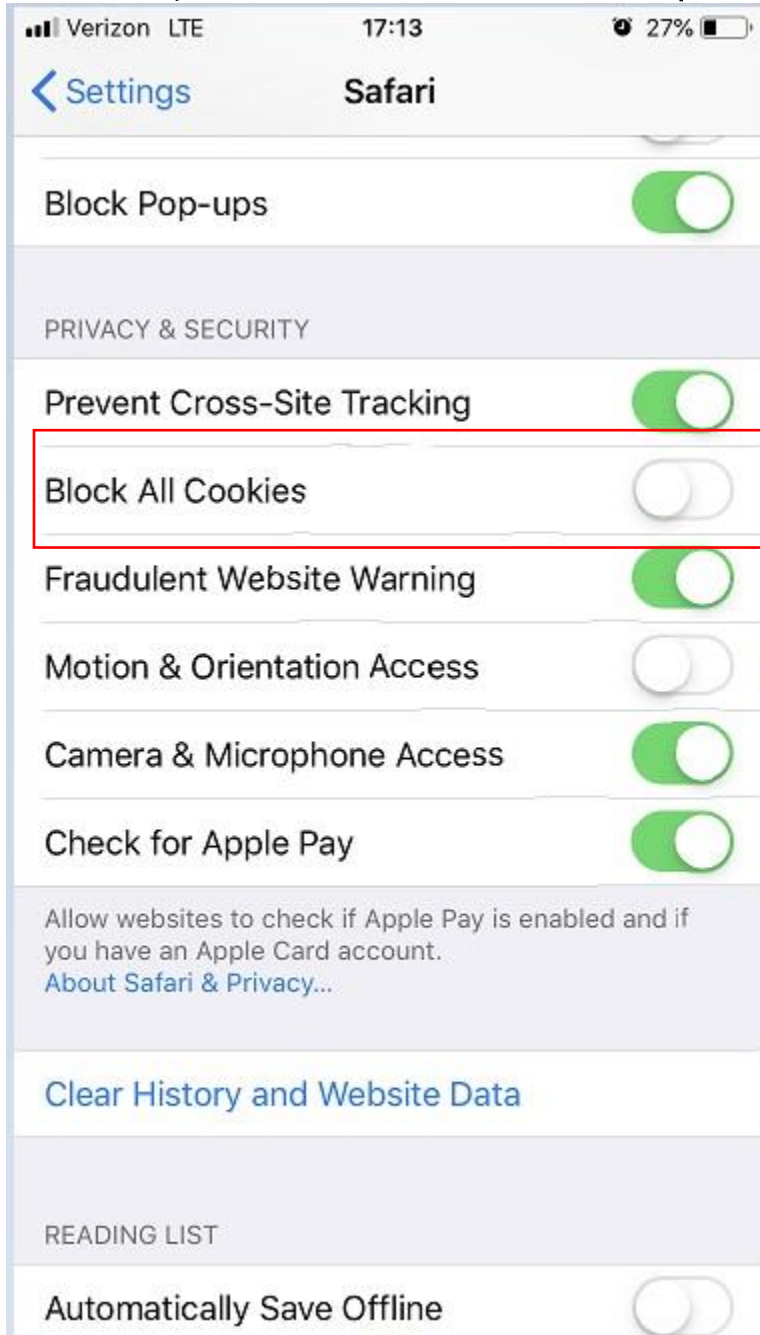 Verizon LTE 17:13 27%
Settings Safari
Block Pop-ups
PRIVACY & SECURITY
Prevent Cross-Site Tracking
Block All Cookies
Fraudulent Website Warning
Motion & Orientation Access
Camera & Microphone Access
Check for Apple Pay
Allow websites to check if Apple Pay is enabled and if
you have an Apple Card account.
About Safari & Privacy...
Clear History and Website Data
READING LIST
Automatically Save Offline